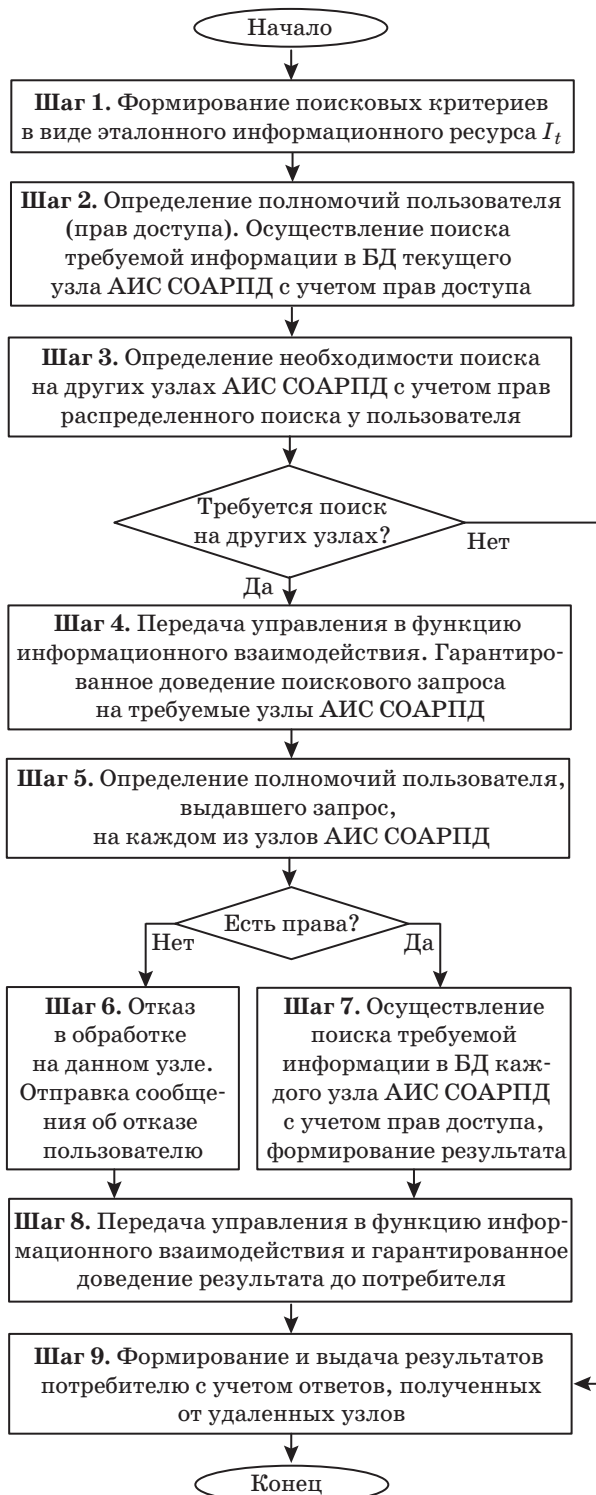 Начало
Шаг 1. Формирование поисковых критериев
в виде эталонного информационного ресурса I_t
Шаг 2. Определение полномочий пользователя
(прав доступа). Осуществление поиска
требуемой информации в БД текущего
узла АИС СОАРПД с учетом прав доступа
Шаг 3. Определение необходимости поиска
на других узлах АИС СОАРПД с учетом прав
распределенного поиска у пользователя
Требуется поиск
на других узлах?
Нет
Да
Шаг 4. Передача управления в функцию
информационного взаимодействия. Гарантиро-
ванное доведение поискового запроса
на требуемые узлы АИС СОАРПД
Шаг 5. Определение полномочий пользователя,
выдавшего запрос,
на каждом из узлов АИС СОАРПД
Есть права?
Нет
Да
Шаг 6. Отказ
в обработке
на данном узле.
Отправка сообще-
ния об отказе
пользователю
Шаг 7. Осуществление
поиска требуемой
информации в БД каж-
дого узла АИС СОАРПД
с учетом прав доступа,
формирование результата
Шаг 8. Передача управления в функцию инфор-
мационного взаимодействия и гарантированное
доведение результата до потребителя
Шаг 9. Формирование и выдача результатов
потребителю с учетом ответов, полученных
от удаленных узлов
Конец